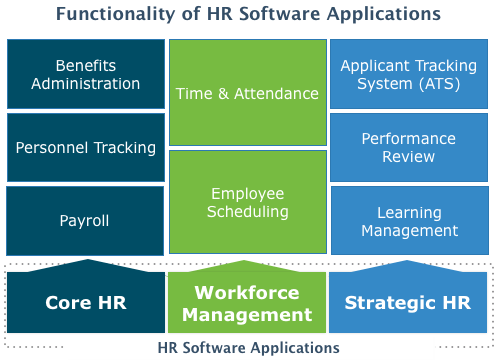 Functionality of HR Software Applications
Benefits
Administration
Time & Attendance
Applicant Tracking
System (ATS)
Personnel Tracking
Performance
Review
Employee
Scheduling
Payroll
Learning
Management
Core HR
Workforce
Management
Strategic HR
HR Software Applications